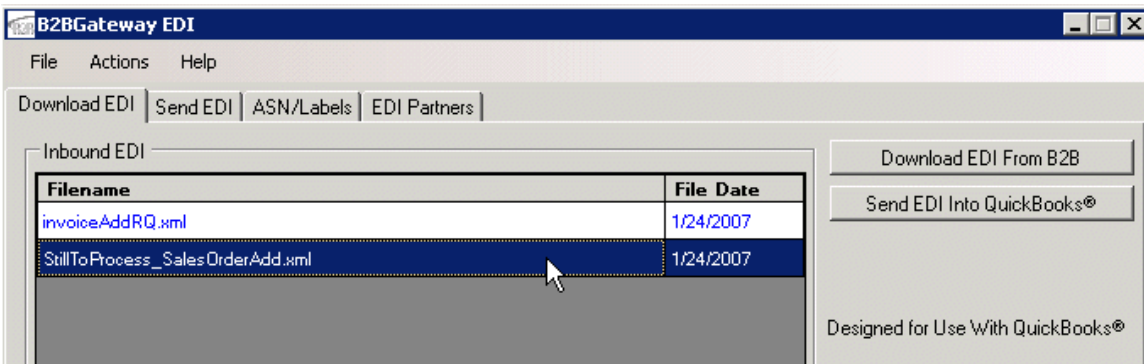 B2BGateway EDI
File Actions Help
Download EDI Send EDI ASN/Labels EDI Partners
Inbound EDI
Download EDI From B2B
Filename File Date
Send EDI Into QuickBooks®
invoiceAddRQ.xml 1/24/2007
StillToProcess_SalesOrderAdd.xml 1/24/2007
Designed for Use With QuickBooks®